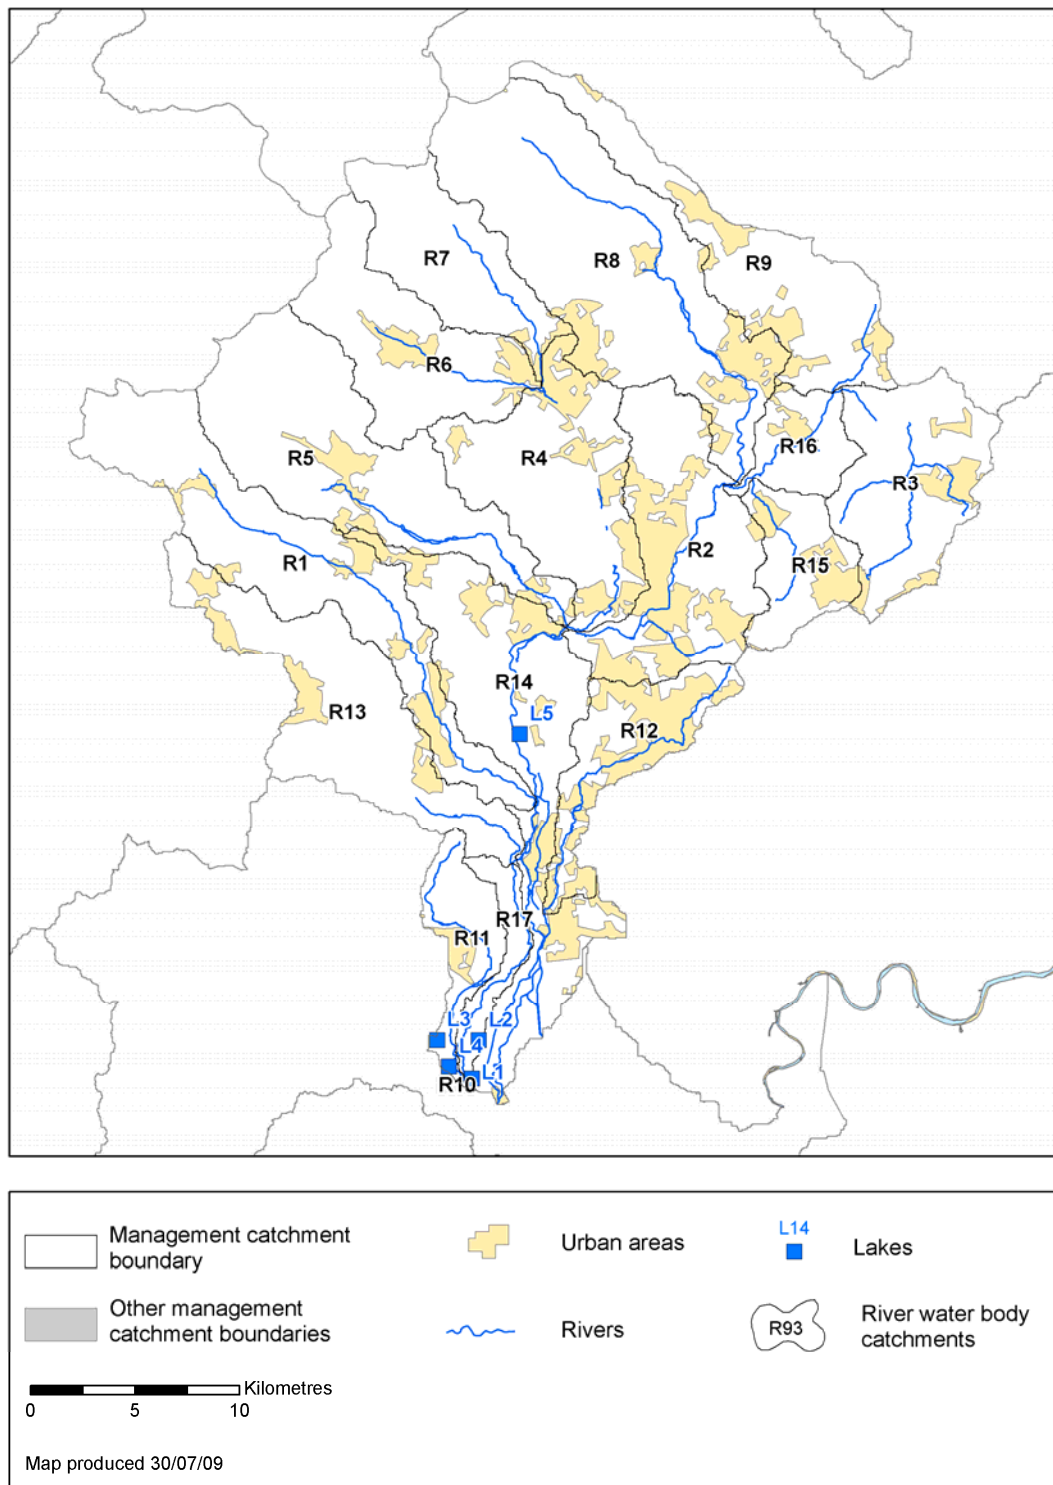 R7
R8
R9
R6
R5
R4
R16
R3
R1
R2
R15
R14
L5
R13
R12
R17
R11
L3
L2
L4
L1
R10
Management catchment
boundary
Urban areas
L14
Lakes
Other management
catchment boundaries
Rivers
R93
River water body
catchments
Kilometres
0 5 10
Map produced 30/07/09